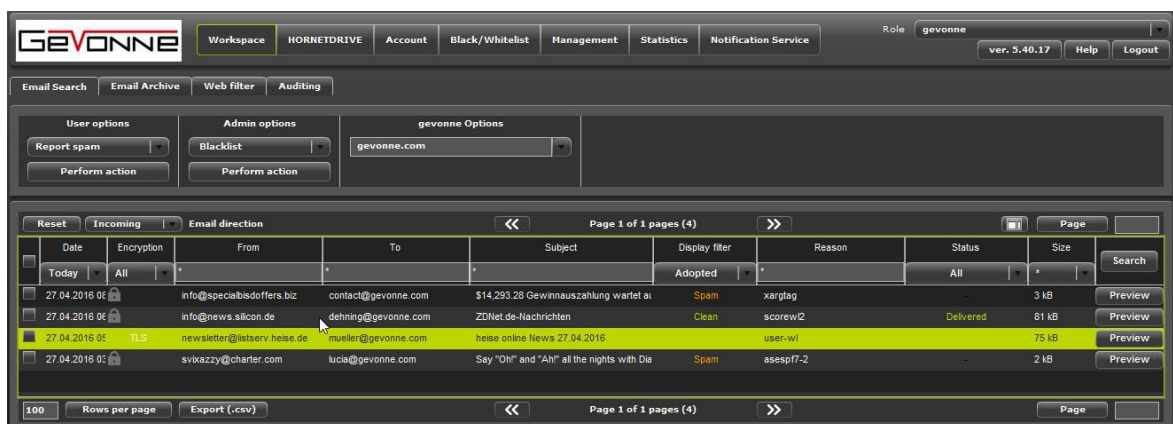 GEVONNE
Workspace HORNETDRIVE Account Black/Whitelist Management Statistics Notification Service
Role gevonne
ver. 5.40.17 Help Logout
Email Search Email Archive Web filter Auditing
User options Admin options gevonne Options
Report spam Blacklist gevonne.com
Perform action Perform action
Reset Incoming Email direction « Page 1 of 1 pages (4) » Page
Date Encryption From To Subject Display filter Reason Status Size
Search
Today All * * * Adopted * All *
27.04.2016 info@specialbisdoffers.biz contact@gevonne.com $14,293.28 Gewinnauszahlung wartet Spam xargtag - 3 kB Preview
27.04.2016 info@news.silicon.de dehning@gevonne.com ZDNet.de-Nachrichten Clean scorewl2 Delivered 81 kB Preview
27.04.2016 TLS newsletter@listserv.heise.de mueller@gevonne.com heise online News 27.04.2016 user-wl 75 kB Preview
27.04.2016 svixazzy@charter.com lucia@gevonne.com Say "Oh!" and "Ah!" all the nights with Dia Spam asespf7-2 - 2 kB Preview
100 Rows per page Export (.csv) « Page 1 of 1 pages (4) » Page